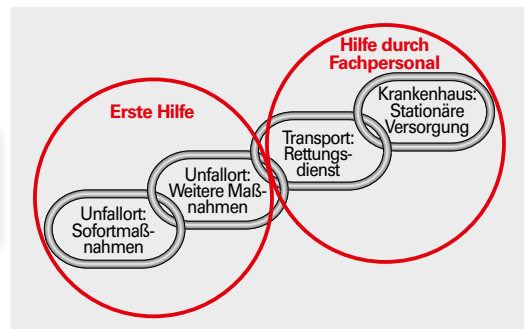 Erste Hilfe
Hilfe durch
Fachpersonal
Unfallort:
Sofortmaß-
nahmen
Unfallort:
Weitere Maß-
nahmen
Transport:
Rettungs-
dienst
Krankenhaus:
Stationäre
Versorgung